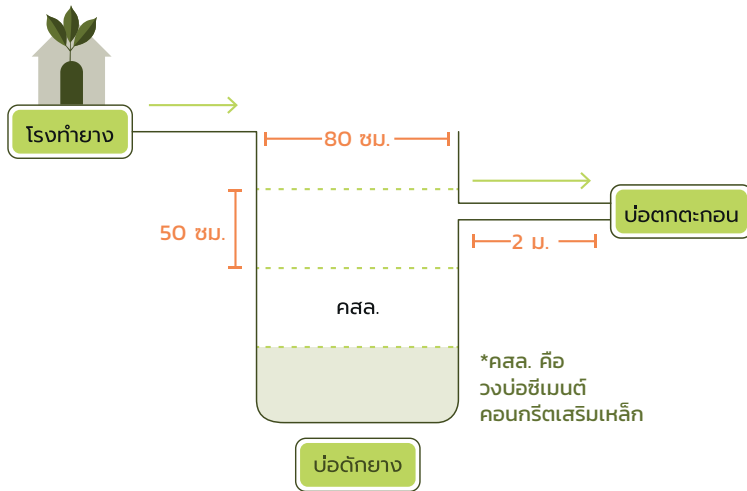 โรงทำยาง
80 ซม.
50 ซม.
บ่อตกตะกอน
2 ม.
คสล.
*คสล. คือ
วงบ่อซีเมนต์
คอนกรีตเสริมเหล็ก
บ่อดักยาง